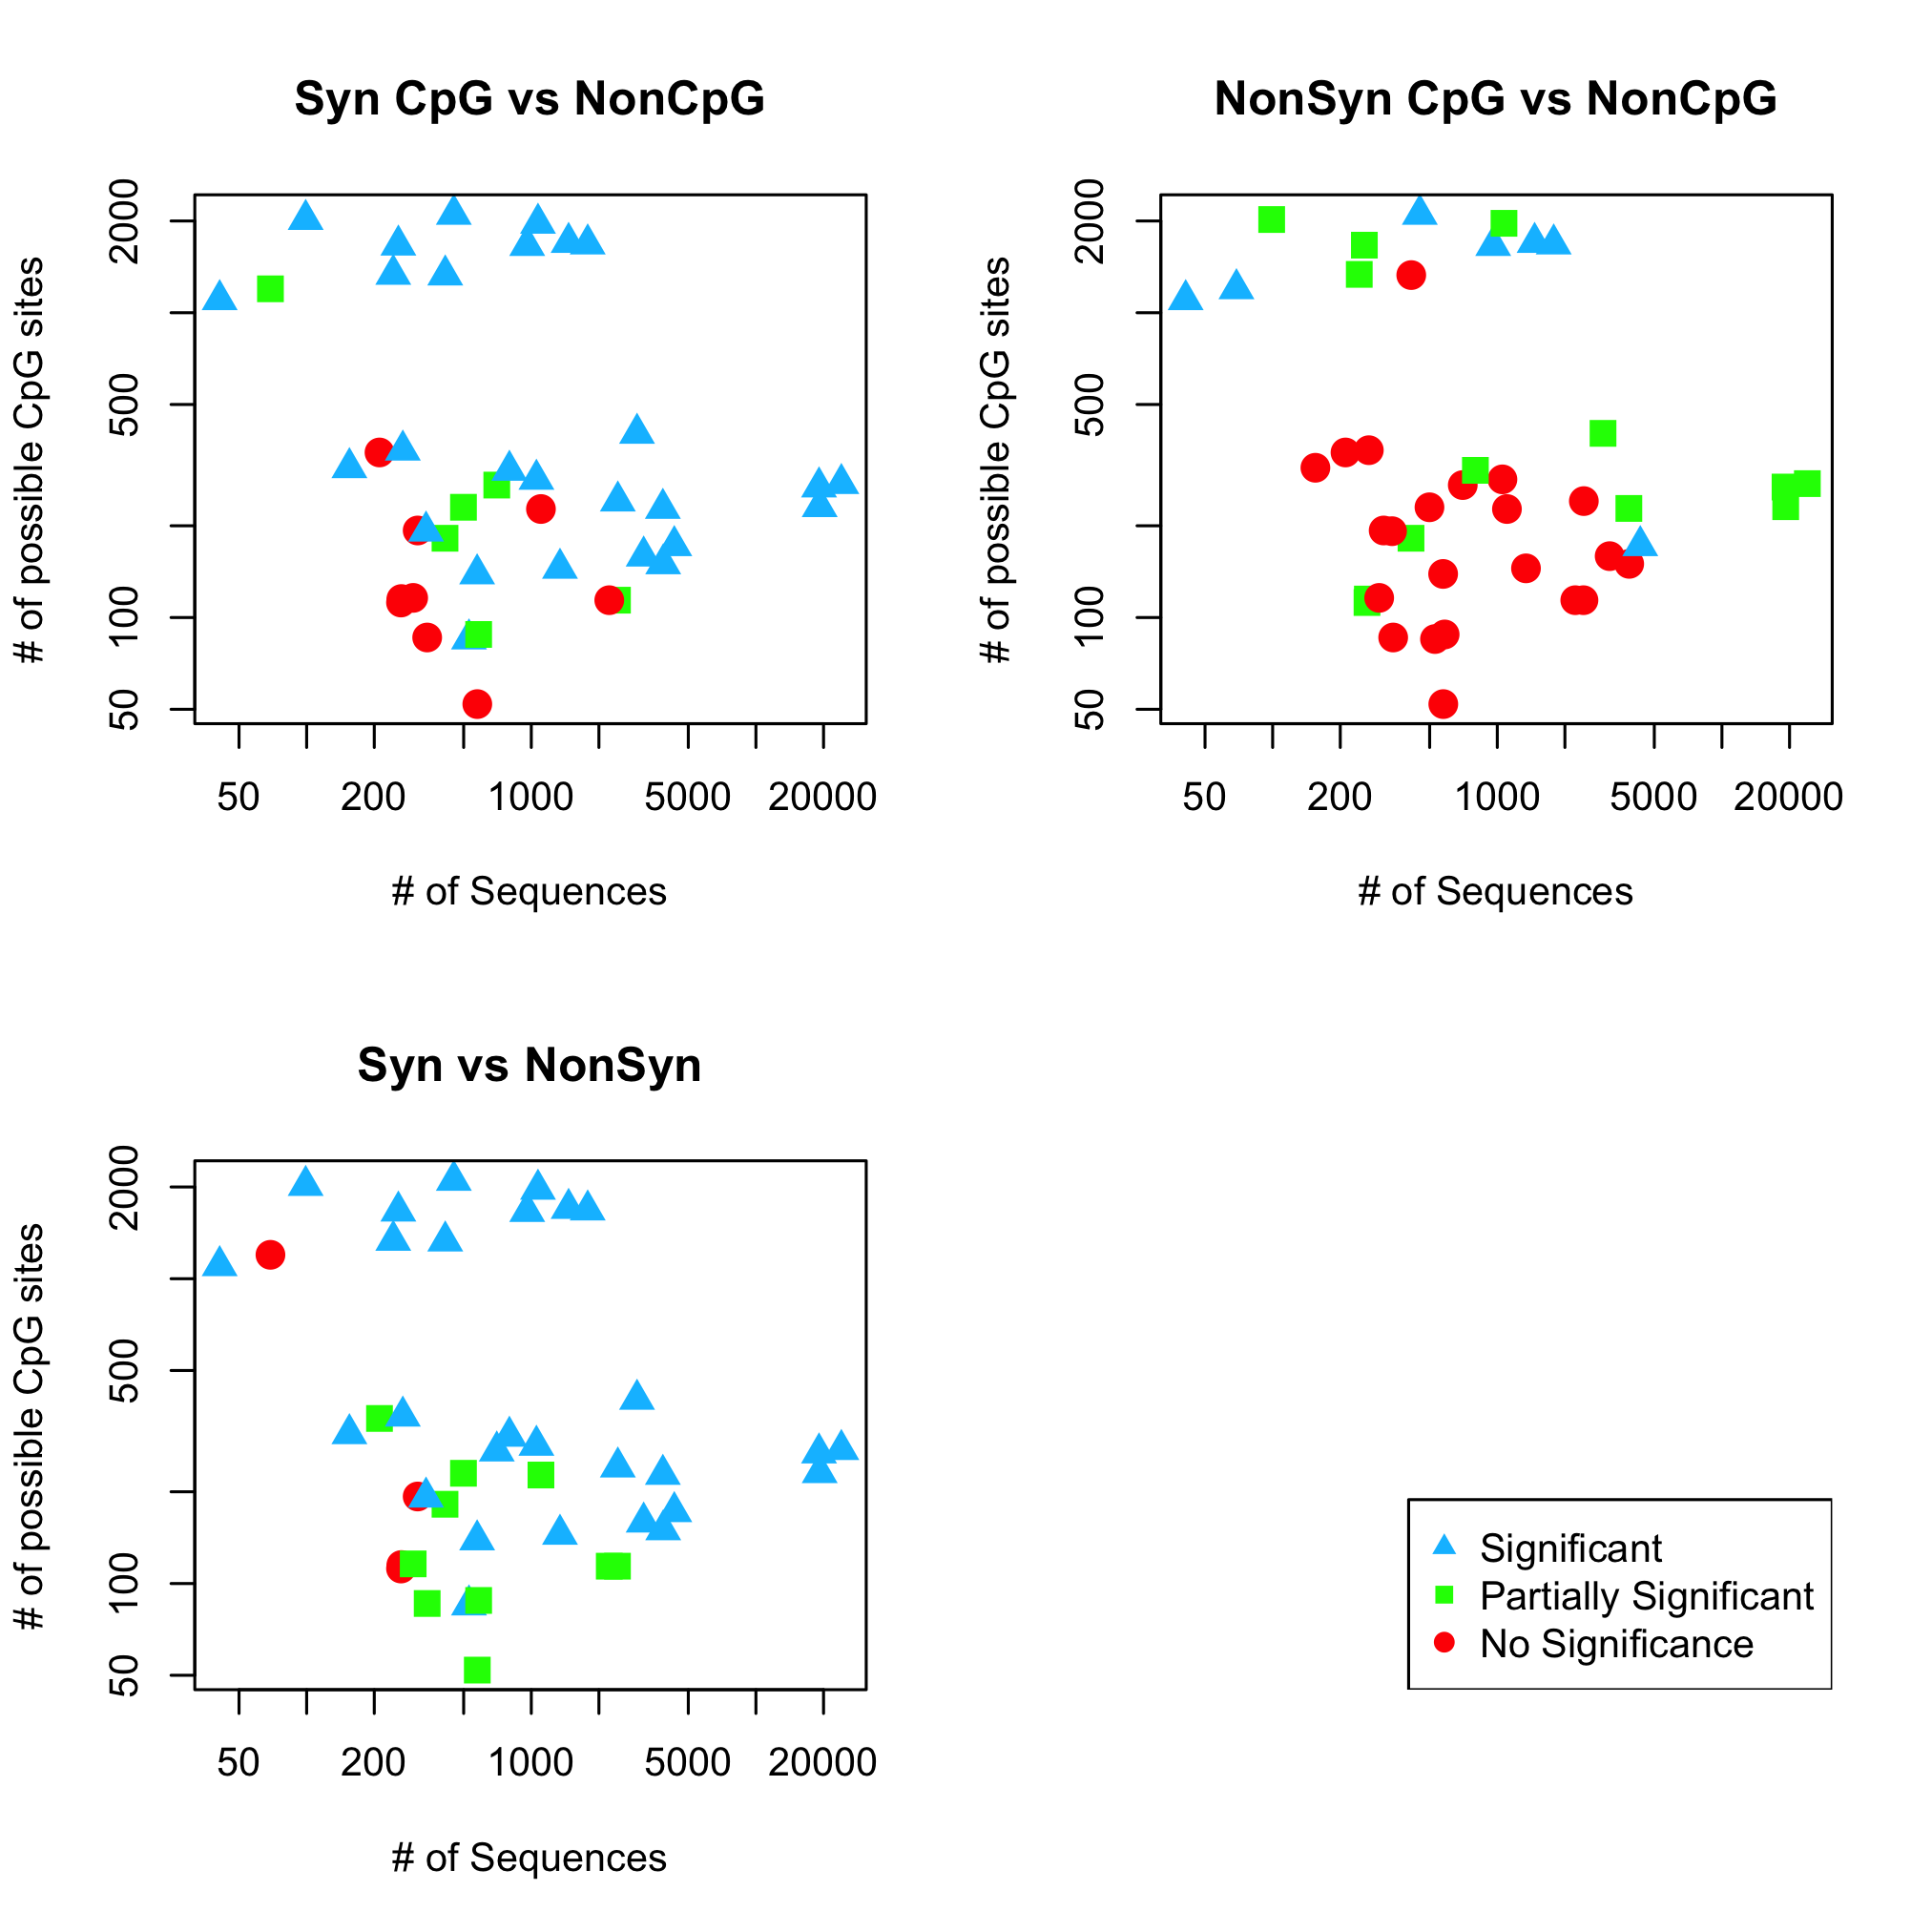 Syn CpG vs NonCpG
# of possible CpG sites
2000
500
100
50
50 200 1000 5000 20000
# of Sequences
NonSyn CpG vs NonCpG
# of possible CpG sites
2000
500
100
50
50 200 1000 5000 20000
# of Sequences
Syn vs NonSyn
# of possible CpG sites
2000
500
100
50
50 200 1000 5000 20000
# of Sequences
Significant
Partially Significant
No Significance